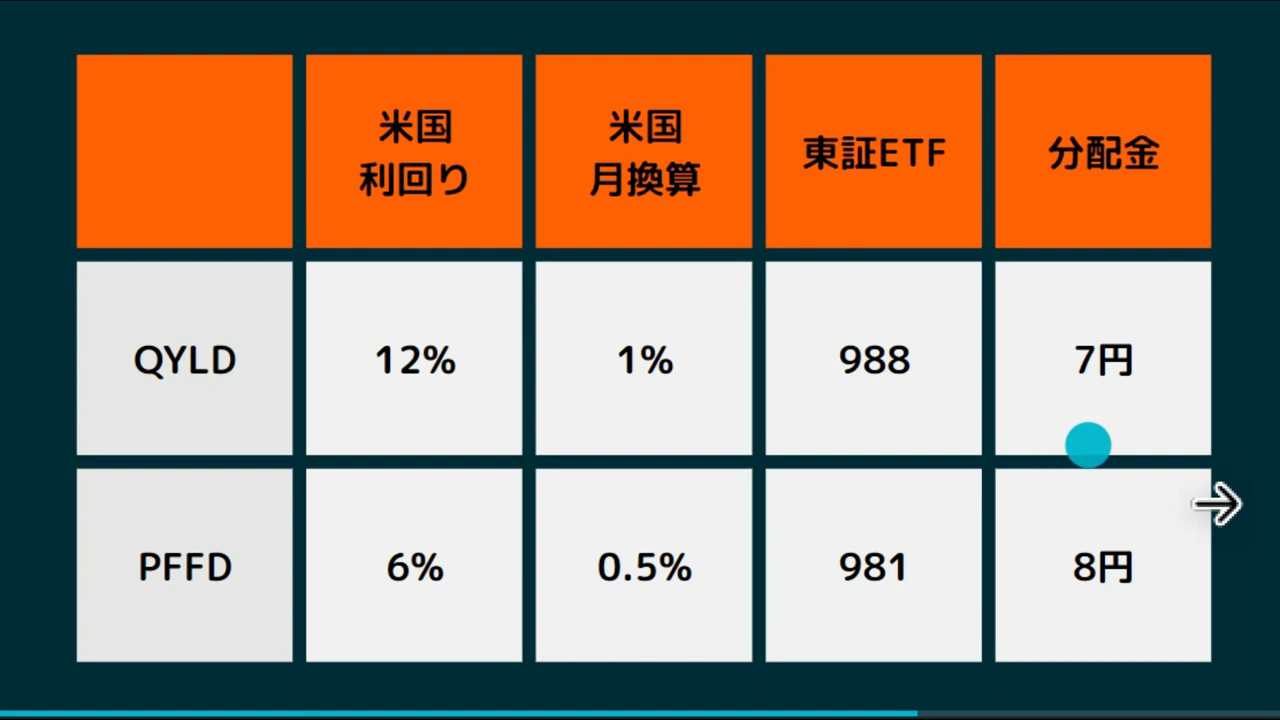 米国
利回り
米国
月換算
東証ETF
分配金
QYLD
12%
1%
988
7円
PFFD
6%
0.5%
981
8円